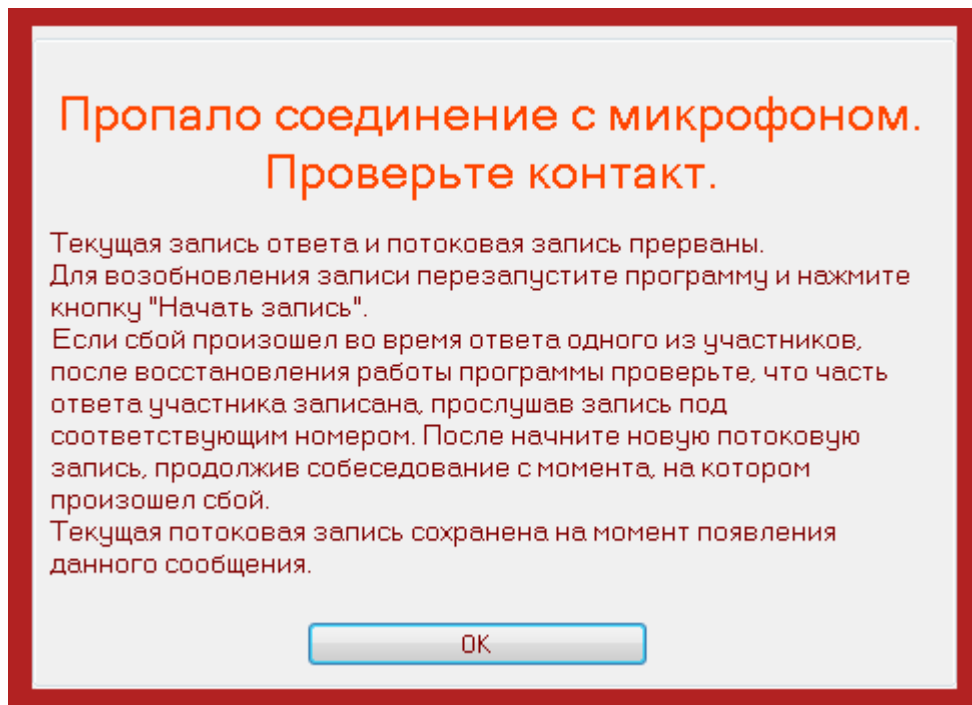 Пропало соединение с микрофоном.
Проверьте контакт.
Текущая запись ответа и потоковая запись прерваны.
Для возобновления записи перезапустите программу и нажмите
кнопку "Начать запись".
Если сбой произошел во время ответа одного из участников,
после восстановления работы программы проверьте, что часть
ответа участника записана, прослушав запись под
соответствующим номером. После начните новую потоковую
запись, продолжив собеседование с момента, на котором
произошел сбой.
Текущая потоковая запись сохранена на момент появления
данного сообщения.
OK